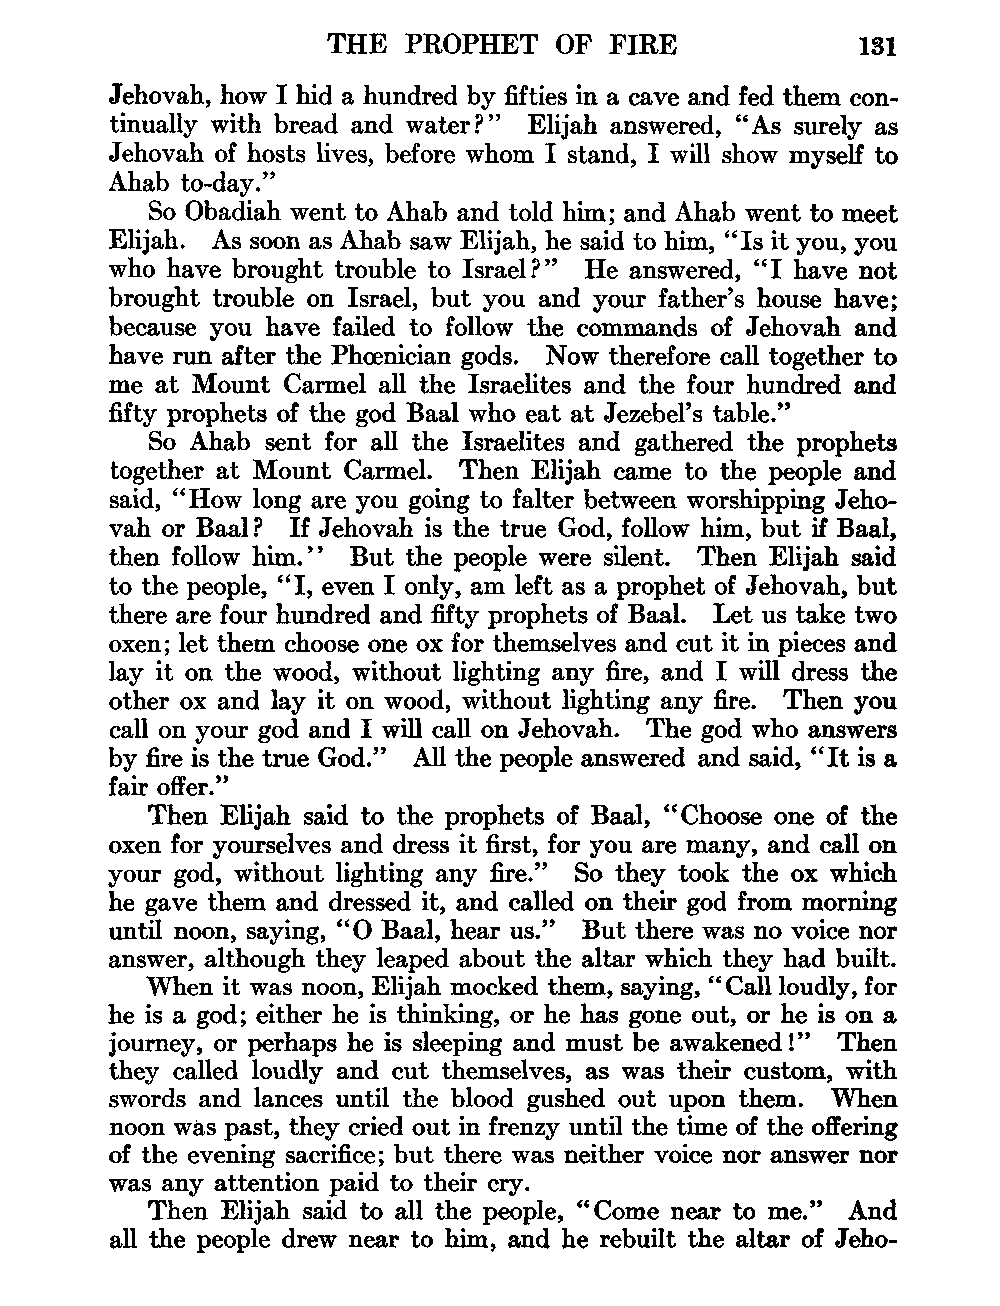 THE PROPHET OF FIRE 131
Jehovah, how I hid a hundred by fifties in a cave and fed them con-
tinually with bread and water?” Elijah answered, “As surely as
Jehovah of hosts lives, before whom I stand, I will show myself to
Ahab to-day.”
So Obadiah went to Ahab and told him; and Ahab went to meet
Elijah. As soon as Ahab saw Elijah, he said to him, “Is it you, you
who have brought trouble to Israel?” He answered, “I have not
brought trouble on Israel, but you and your father’s house have;
because you have failed to follow the commands of Jehovah and
have run after the Phœnician gods. Now therefore call together to
me at Mount Carmel all the Israelites and the four hundred and
fifty prophets of the god Baal who eat at Jezebel’s table.”
So Ahab sent for all the Israelites and gathered the prophets
together at Mount Carmel. Then Elijah came to the people and
said, “How long are you going to falter between worshipping Jeho-
vah or Baal? If Jehovah is the true God, follow him, but if Baal,
then follow him.’’ But the people were silent. Then Elijah said
to the people, “I, even I only, am left as a prophet of Jehovah, but
there are four hundred and fifty prophets of Baal. Let us take two
oxen; let them choose one ox for themselves and cut it in pieces and
lay it on the wood, without lighting any fire, and I will dress the
other ox and lay it on wood, without lighting any fire. Then you
call on your god and I will call on Jehovah. The god who answers
by fire is the true God.” All the people answered and said, “It is a
fair offer.”
Then Elijah said to the prophets of Baal, “Choose one of the
oxen for yourselves and dress it first, for you are many, and call on
your god, without lighting any fire.” So they took the ox which
he gave them and dressed it, and called on their god from morning
until noon, saying, “O Baal, hear us.” But there was no voice nor
answer, although they leaped about the altar which they had built.
When it was noon, Elijah mocked them, saying, “Call loudly, for
he is a god; either he is thinking, or he has gone out, or he is on a
journey, or perhaps he is sleeping and must be awakened!” Then
they called loudly and cut themselves, as was their custom, with
swords and lances until the blood gushed out upon them. When
noon was past, they cried out in frenzy until the time of the offering
of the evening sacrifice; but there was neither voice nor answer nor
was any attention paid to their cry.
Then Elijah said to all the people, “Come near to me.” And
all the people drew near to him, and he rebuilt the altar of Jeho-